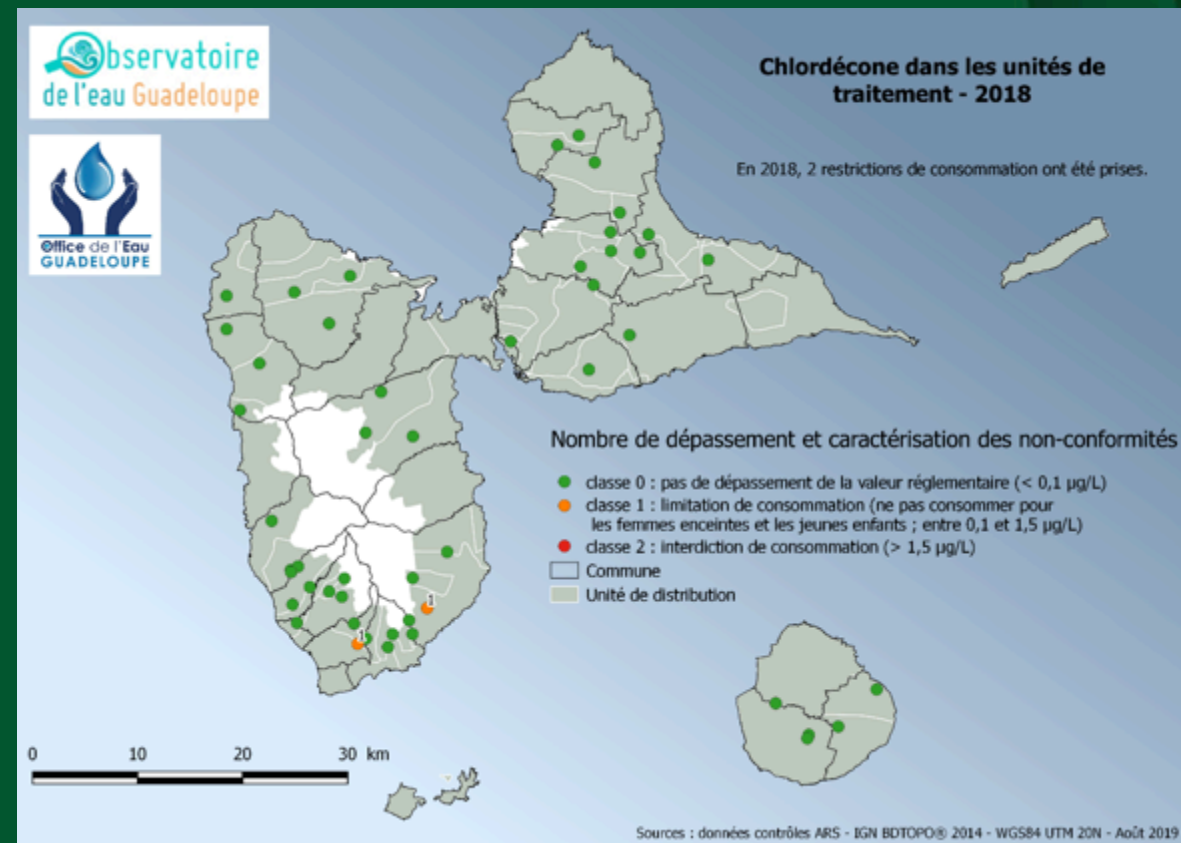 Observatoire
de l'eau Guadeloupe
Office de l'Eau
GUADELOUPE
Chlordécone dans les unités de
traitement - 2018
En 2018, 2 restrictions de consommation ont été prises.
Nombre de dépassement et caractérisation des non-conformités
classe 0 : pas de dépassement de la valeur réglementaire (< 0,1 µg/L)
classe 1 : limitation de consommation (ne pas consommer pour
les femmes enceintes et les jeunes enfants ; entre 0,1 et 1,5 µg/L)
classe 2 : interdiction de consommation (> 1,5 µg/L)
Commune
Unité de distribution
1
1
0 10 20 30 km
Sources : données contrôles ARS - IGN BDTOPO® 2014 - WGS84 UTM 20N - Août 2019